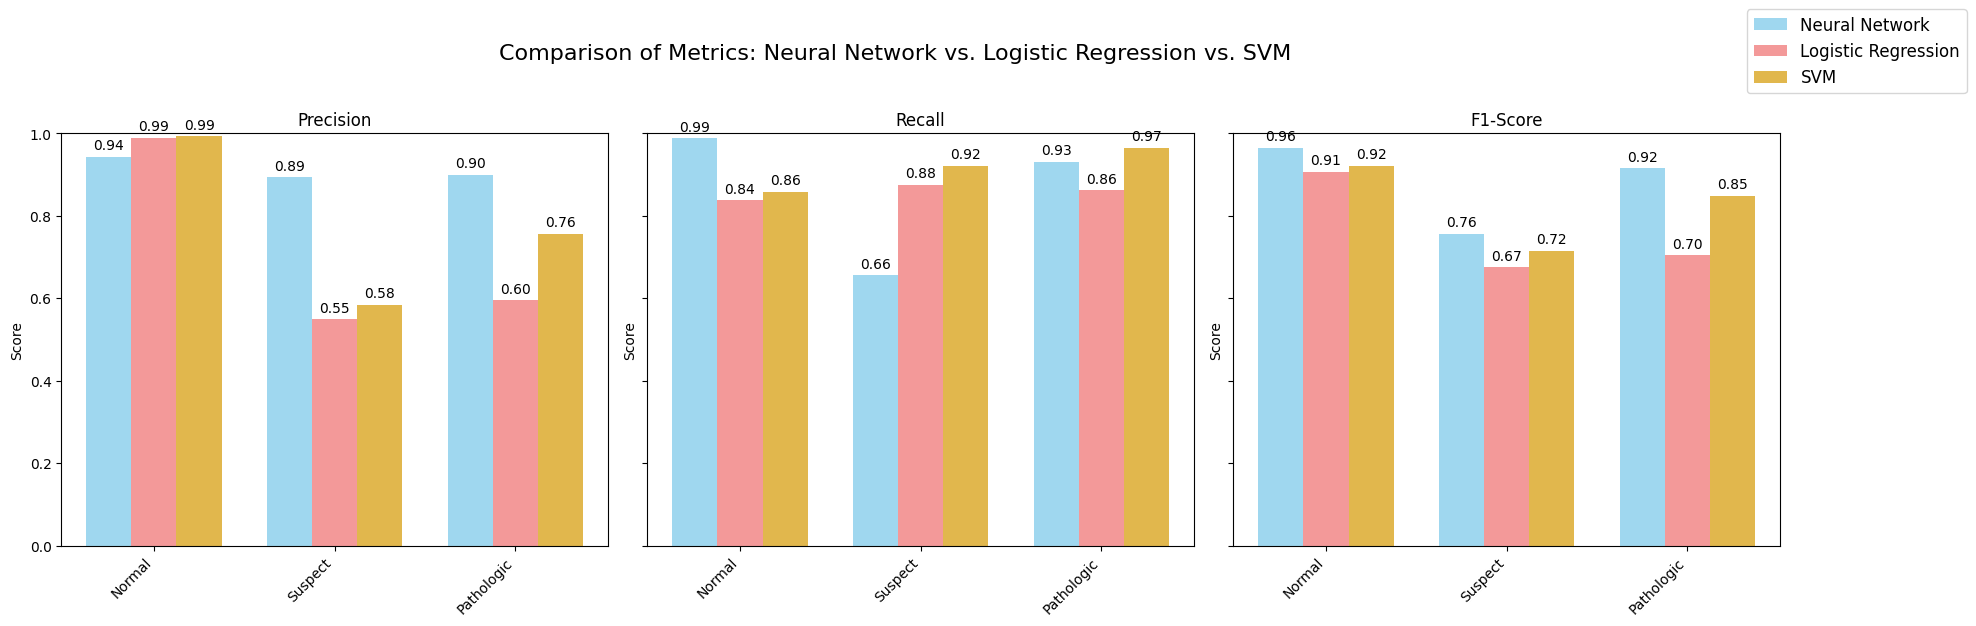 Neural Network
Logistic Regression
SVM
Comparison of Metrics: Neural Network vs. Logistic Regression vs. SVM
Precision
Score
1.0
0.8
0.6
0.4
0.2
0.0
0.94
0.99
0.99
0.89
0.55
0.58
0.90
0.60
0.76
Normal
Suspect
Pathologic
Recall
Score
0.99
0.84
0.86
0.66
0.88
0.92
0.93
0.86
0.97
Normal
Suspect
Pathologic
F1-Score
Score
0.96
0.91
0.92
0.76
0.67
0.72
0.92
0.70
0.85
Normal
Suspect
Pathologic